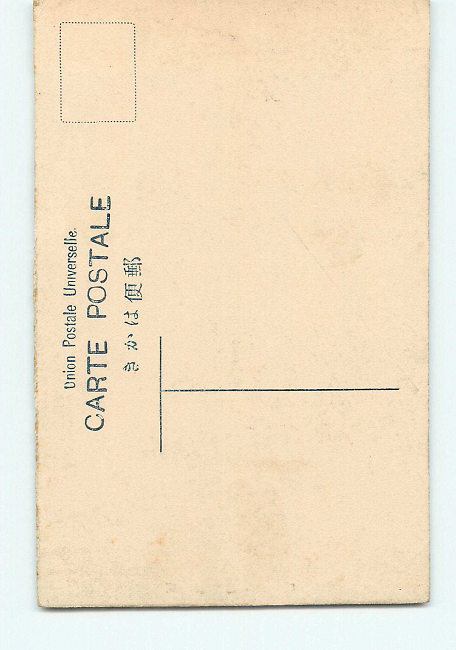 Union Postale Universelle.
CARTE POSTALE
郵便はかき